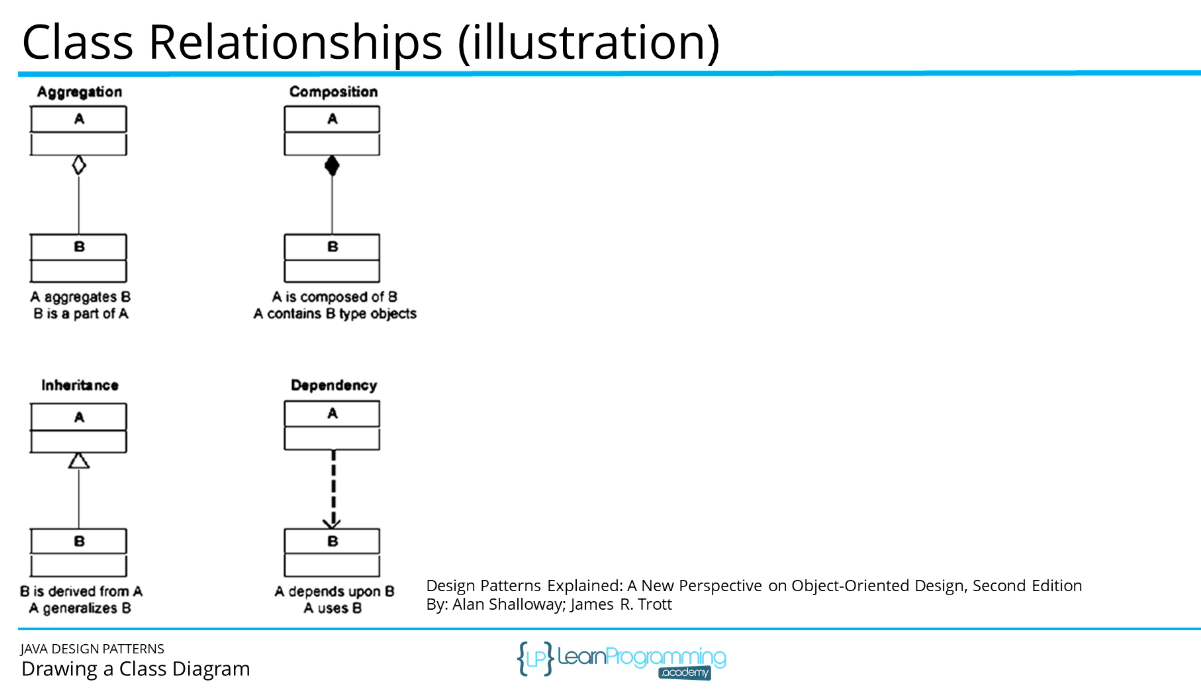 Class Relationships (illustration)
Aggregation
A
B
A aggregates B
B is a part of A
Composition
A
B
A is composed of B
A contains B type objects
Inheritance
A
B
B is derived from A
A generalizes B
Dependency
A
B
A depends upon B
A uses B
Design Patterns Explained: A New Perspective on Object-Oriented Design, Second Edition
By: Alan Shalloway; James R. Trott
JAVA DESIGN PATTERNS
Drawing a Class Diagram
{LP} LearnProgramming
.academy